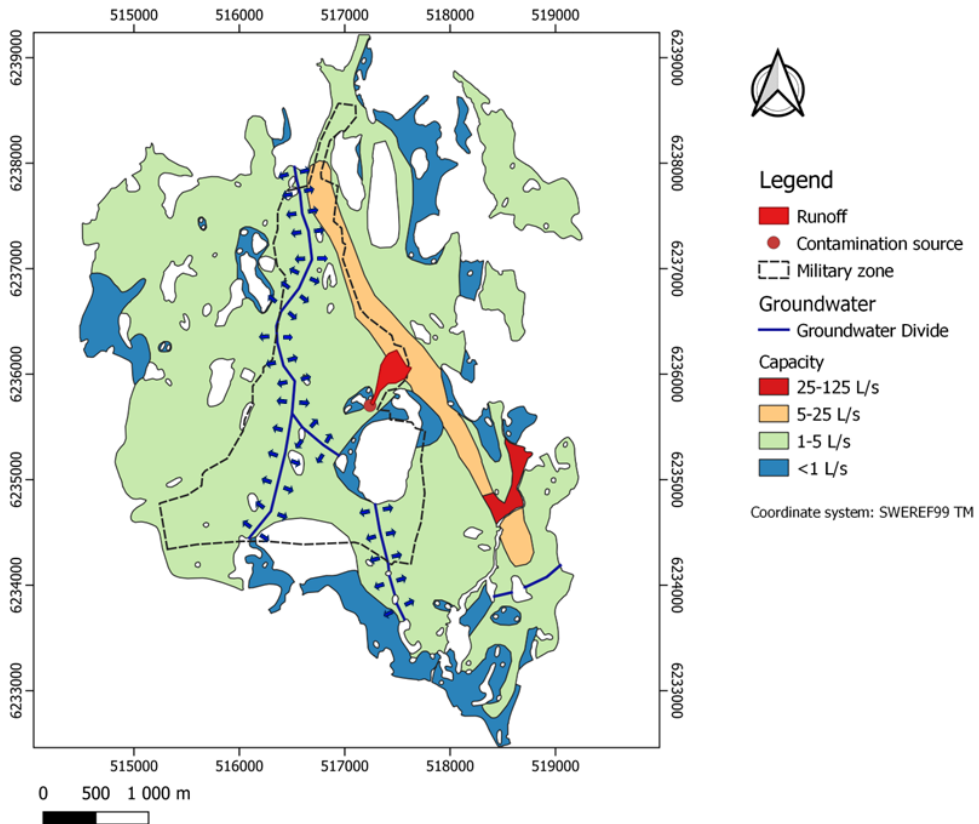 515000 516000 517000 518000 519000
6239000 6239000
6238000 6238000
6237000 6237000
6236000 6236000
6235000 6235000
6234000 6234000
6233000 6233000
515000 516000 517000 518000 519000
0 500 1 000 m
Legend
Runoff
Contamination source
Military zone
Groundwater
Groundwater Divide
Capacity
25-125 L/s
5-25 L/s
1-5 L/s
<1 L/s
Coordinate system: SWEREF99 TM